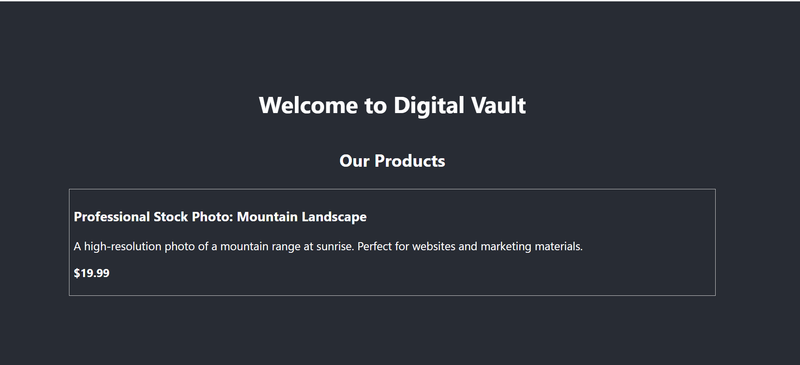 Welcome to Digital Vault
Our Products
Professional Stock Photo: Mountain Landscape
A high-resolution photo of a mountain range at sunrise. Perfect for websites and marketing materials.
$19.99